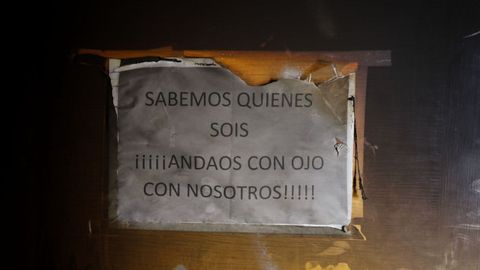 SABEMOS QUIENES
SOIS
¡¡¡¡¡ANDAOS CON OJO
CON NOSOTROS!!!!!